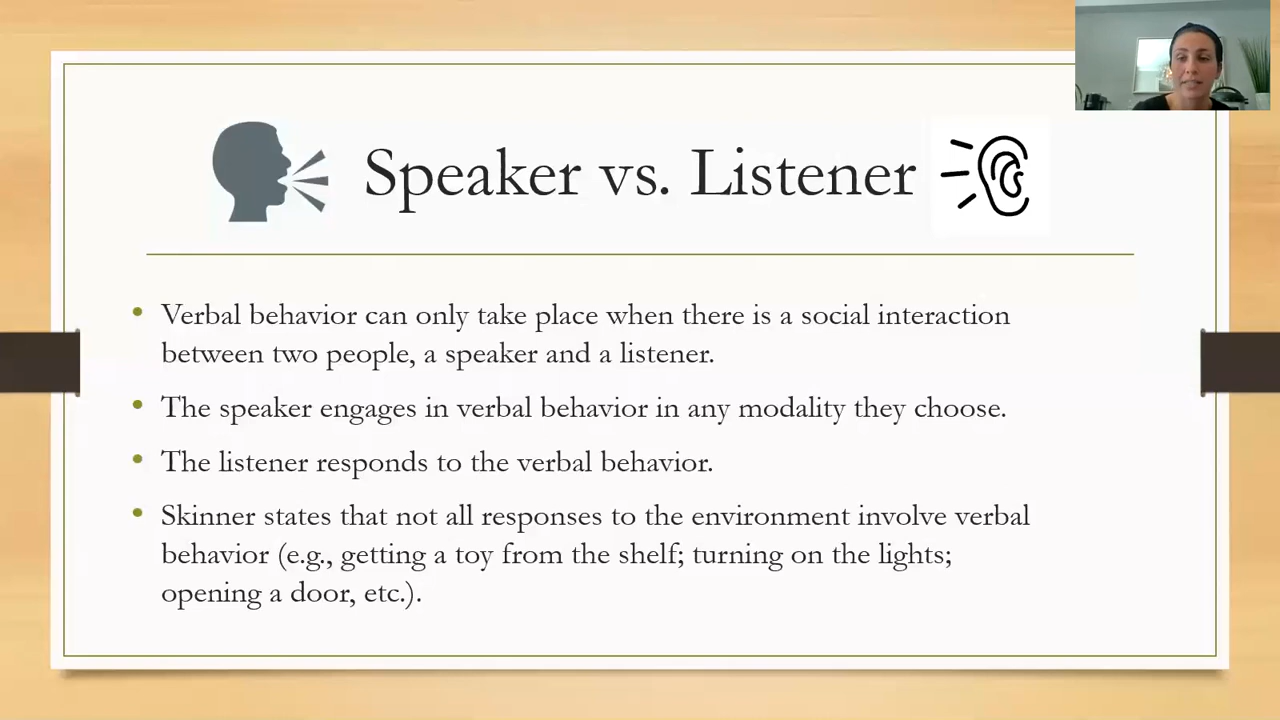 Speaker vs. Listener
• Verbal behavior can only take place when there is a social interaction
between two people, a speaker and a listener.
• The speaker engages in verbal behavior in any modality they choose.
• The listener responds to the verbal behavior.
• Skinner states that not all responses to the environment involve verbal
behavior (e.g., getting a toy from the shelf; turning on the lights;
opening a door, etc.).